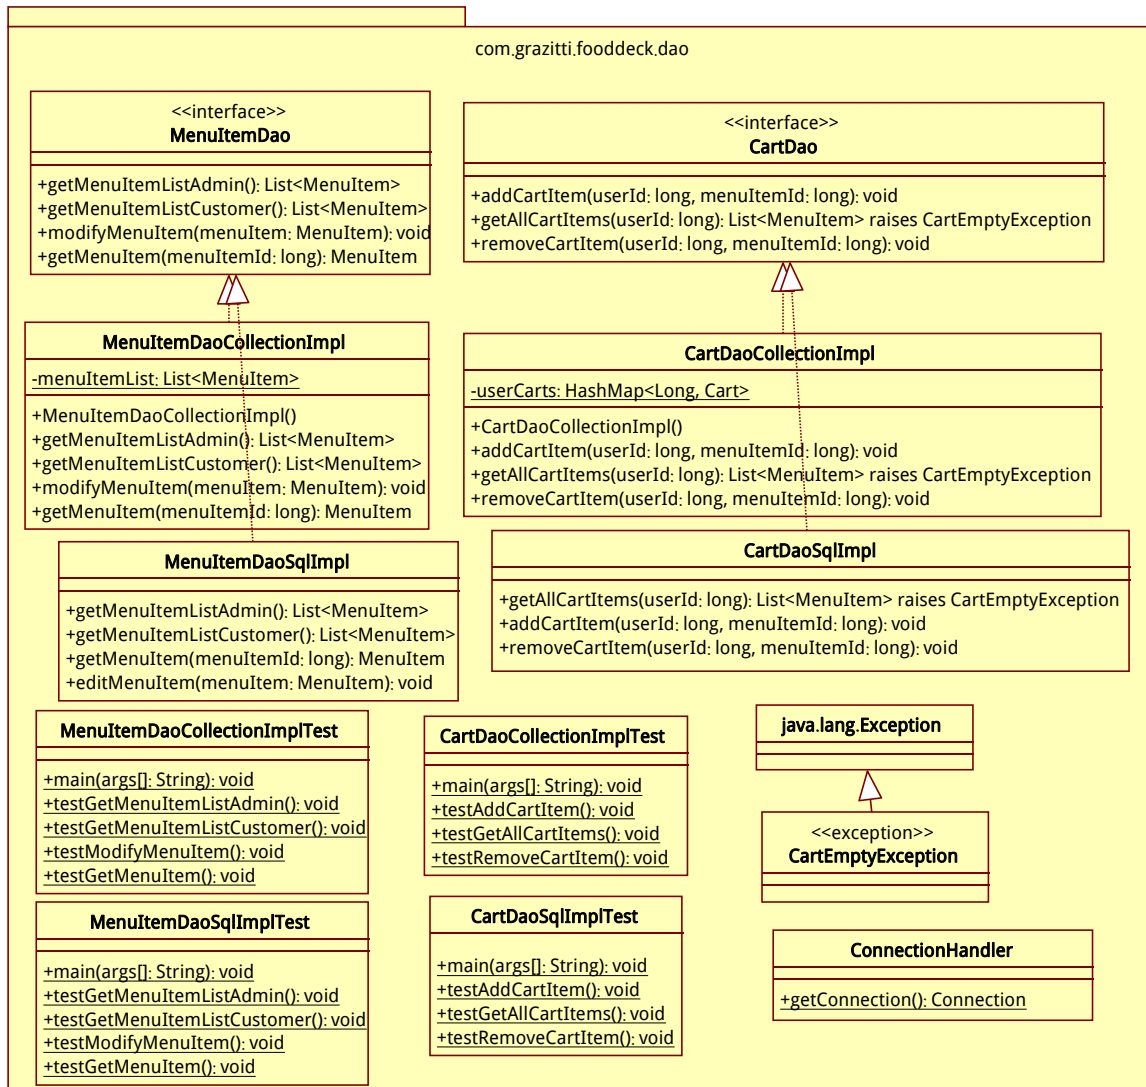 com.grazitti.fooddeck.dao
<<interface>>
MenuItemDao
+getMenuItemListAdmin(): List<MenuItem>
+getMenuItemListCustomer(): List<MenuItem>
+modifyMenuItem(menuItem: MenuItem): void
+getMenuItem(menuItemId: long): MenuItem
<<interface>>
CartDao
+addCartItem(userId: long, menuItemId: long): void
+getAllCartItems(userId: long): List<MenuItem> raises CartEmptyException
+removeCartItem(userId: long, menuItemId: long): void
MenuItemDaoCollectionImpl
-menuItemList: List<MenuItem>
+MenuItemDaoCollectionImpl()
+getMenuItemListAdmin(): List<MenuItem>
+getMenuItemListCustomer(): List<MenuItem>
+modifyMenuItem(menuItem: MenuItem): void
+getMenuItem(menuItemId: long): MenuItem
CartDaoCollectionImpl
-userCarts: HashMap<Long, Cart>
+CartDaoCollectionImpl()
+addCartItem(userId: long, menuItemId: long): void
+getAllCartItems(userId: long): List<MenuItem> raises CartEmptyException
+removeCartItem(userId: long, menuItemId: long): void
MenuItemDaoSqlImpl
+getMenuItemListAdmin(): List<MenuItem>
+getMenuItemListCustomer(): List<MenuItem>
+getMenuItem(menuItemId: long): MenuItem
+editMenuItem(menuItem: MenuItem): void
CartDaoSqlImpl
+getAllCartItems(userId: long): List<MenuItem> raises CartEmptyException
+addCartItem(userId: long, menuItemId: long): void
+removeCartItem(userId: long, menuItemId: long): void
MenuItemDaoCollectionImplTest
+main(args[]: String): void
+testGetMenuItemListAdmin(): void
+testGetMenuItemListCustomer(): void
+testModifyMenuItem(): void
+testGetMenuItem(): void
CartDaoCollectionImplTest
+main(args[]: String): void
+testAddCartItem(): void
+testGetAllCartItems(): void
+testRemoveCartItem(): void
java.lang.Exception
<<exception>>
CartEmptyException
MenuItemDaoSqlImplTest
+main(args[]: String): void
+testGetMenuItemListAdmin(): void
+testGetMenuItemListCustomer(): void
+testModifyMenuItem(): void
+testGetMenuItem(): void
CartDaoSqlImplTest
+main(args[]: String): void
+testAddCartItem(): void
+testGetAllCartItems(): void
+testRemoveCartItem(): void
ConnectionHandler
+getConnection(): Connection